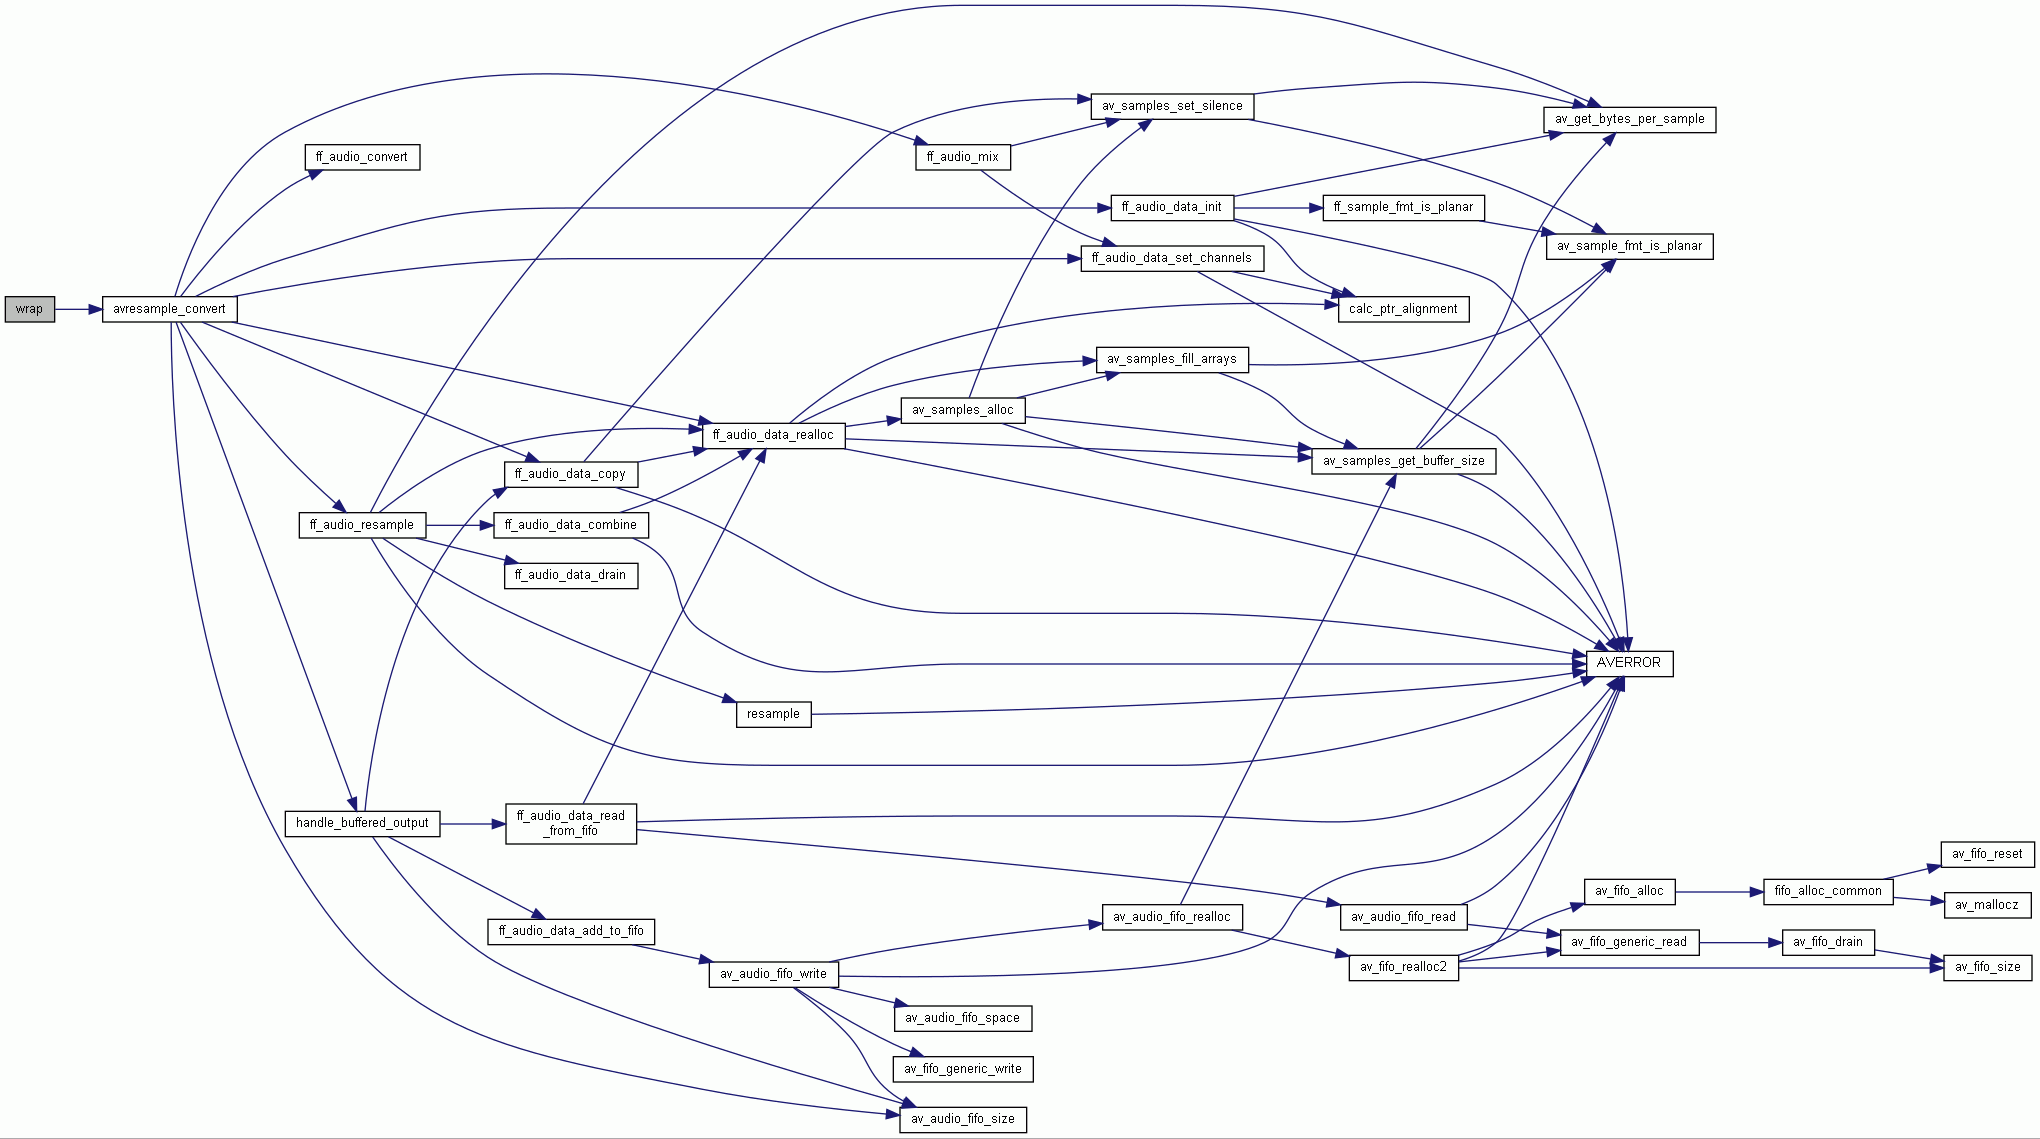 wrap
avresample_convert
ff_audio_convert
ff_audio_resample
handle_buffered_output
ff_audio_data_copy
ff_audio_data_combine
ff_audio_data_drain
ff_audio_data_read
_from_fifo
ff_audio_data_add_to_fifo
ff_audio_data_realloc
resample
av_audio_fifo_write
ff_audio_mix
av_samples_alloc
av_audio_fifo_space
av_fifo_generic_write
av_audio_fifo_size
av_samples_set_silence
ff_audio_data_init
ff_audio_data_set_channels
av_samples_fill_arrays
av_audio_fifo_realloc
ff_sample_fmt_is_planar
calc_ptr_alignment
av_samples_get_buffer_size
av_audio_fifo_read
av_fifo_realloc2
av_get_bytes_per_sample
av_sample_fmt_is_planar
AVERROR
av_fifo_alloc
av_fifo_generic_read
fifo_alloc_common
av_fifo_drain
av_fifo_reset
av_mallocz
av_fifo_size